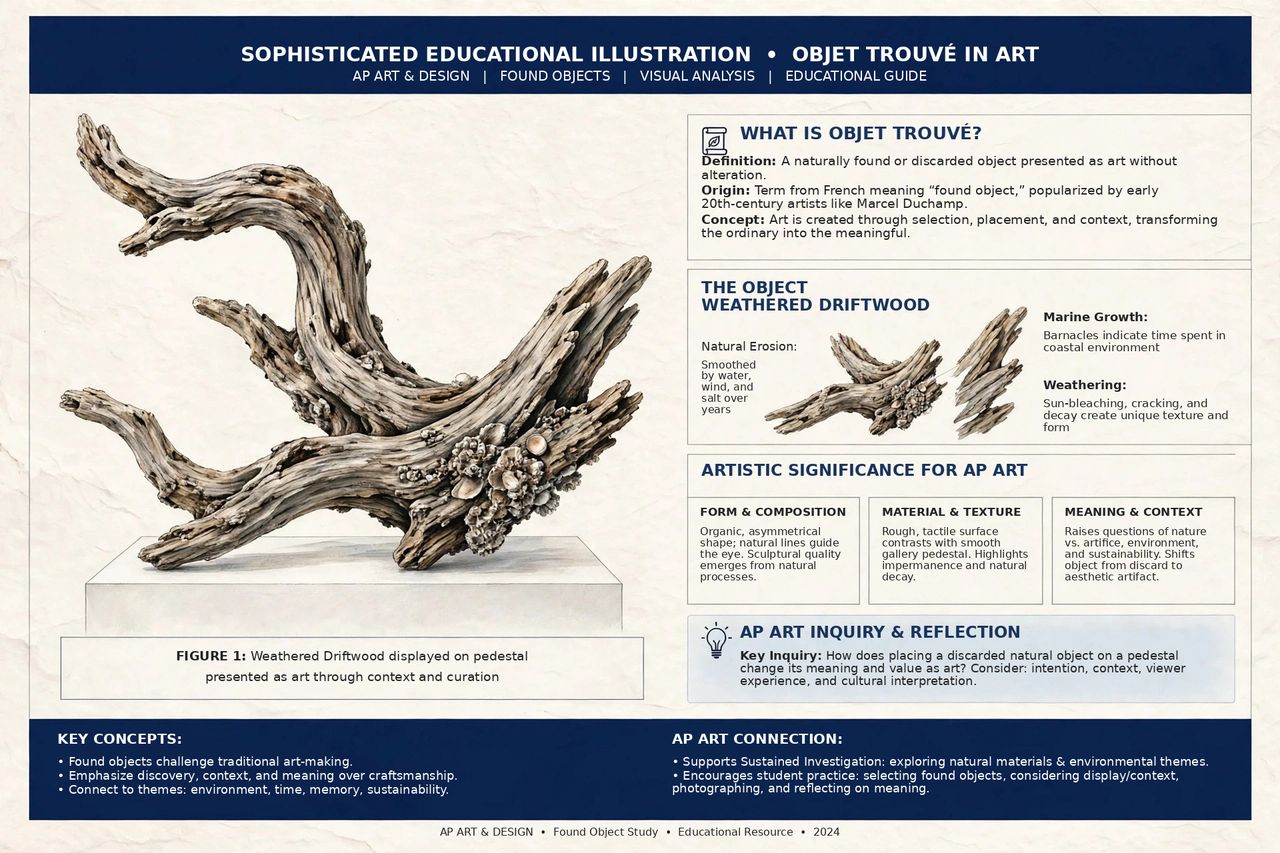 SOPHISTICATED EDUCATIONAL ILLUSTRATION • OBJET TROUVÉ IN ART
AP ART & DESIGN | FOUND OBJECTS | VISUAL ANALYSIS | EDUCATIONAL GUIDE
WHAT IS OBJET TROUVÉ?
Definition: A naturally found or discarded object presented as art without
alteration.
Origin: Term from French meaning “found object,” popularized by early
20th-century artists like Marcel Duchamp.
Concept: Art is created through selection, placement, and context, transforming
the ordinary into the meaningful.
THE OBJECT
WEATHERED DRIFTWOOD
Natural Erosion:
Smoothed
by water,
wind, and
salt over
years
Marine Growth:
Barnacles indicate time spent in
coastal environment
Weathering:
Sun-bleaching, cracking, and
decay create unique texture and
form
ARTISTIC SIGNIFICANCE FOR AP ART
FORM & COMPOSITION
Organic, asymmetrical
shape; natural lines guide
the eye. Sculptural quality
emerges from natural
processes.
MATERIAL & TEXTURE
Rough, tactile surface
contrasts with smooth
gallery pedestal. Highlights
impermanence and natural
decay.
MEANING & CONTEXT
Raises questions of nature
vs. artifice, environment,
and sustainability. Shifts
object from discard to
aesthetic artifact.
AP ART INQUIRY & REFLECTION
Key Inquiry: How does placing a discarded natural object on a pedestal
change its meaning and value as art? Consider: intention, context, viewer
experience, and cultural interpretation.
FIGURE 1: Weathered Driftwood displayed on pedestal
presented as art through context and curation
KEY CONCEPTS:
• Found objects challenge traditional art-making.
• Emphasize discovery, context, and meaning over craftsmanship.
• Connect to themes: environment, time, memory, sustainability.
AP ART CONNECTION:
• Supports Sustained Investigation: exploring natural materials & environmental themes.
• Encourages student practice: selecting found objects, considering display/context,
photographing, and reflecting on meaning.
AP ART & DESIGN • Found Object Study • Educational Resource • 2024